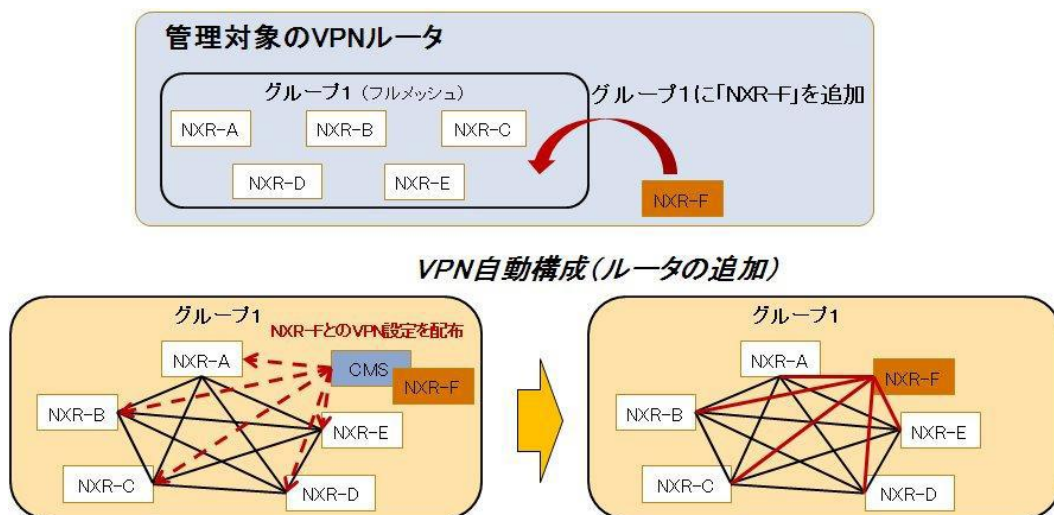 管理対象のVPNルータ
グループ1（フルメッシュ）
グループ1に「NXR-F」を追加
NXR-A
NXR-B
NXR-C
NXR-D
NXR-E
NXR-F
VPN自動構成（ルータの追加）
グループ1
NXR-FとのVPN設定を配布
NXR-A
CMS
NXR-F
NXR-B
NXR-E
NXR-C
NXR-D
グループ1
NXR-A
NXR-F
NXR-B
NXR-E
NXR-C
NXR-D